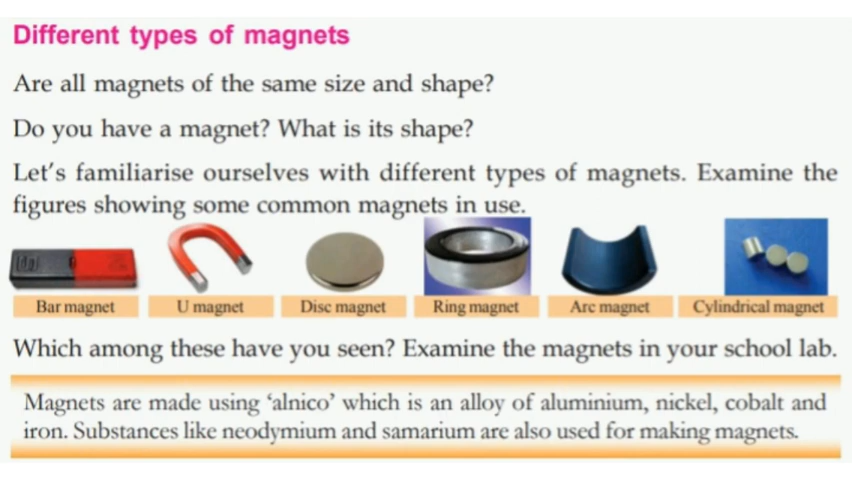 Different types of magnets
Are all magnets of the same size and shape?
Do you have a magnet? What is its shape?
Let's familiarise ourselves with different types of magnets. Examine the
figures showing some common magnets in use.
Bar magnet U magnet Disc magnet Ring magnet Arc magnet Cylindrical magnet
Which among these have you seen? Examine the magnets in your school lab.
Magnets are made using ‘alnico’ which is an alloy of aluminium, nickel, cobalt and
iron. Substances like neodymium and samarium are also used for making magnets.